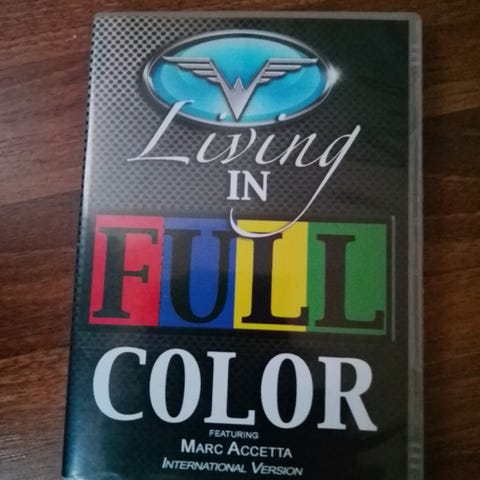 W
Living
IN
FULL
COLOR
FEATURING
MARC ACCETTA
INTERNATIONAL VERSION